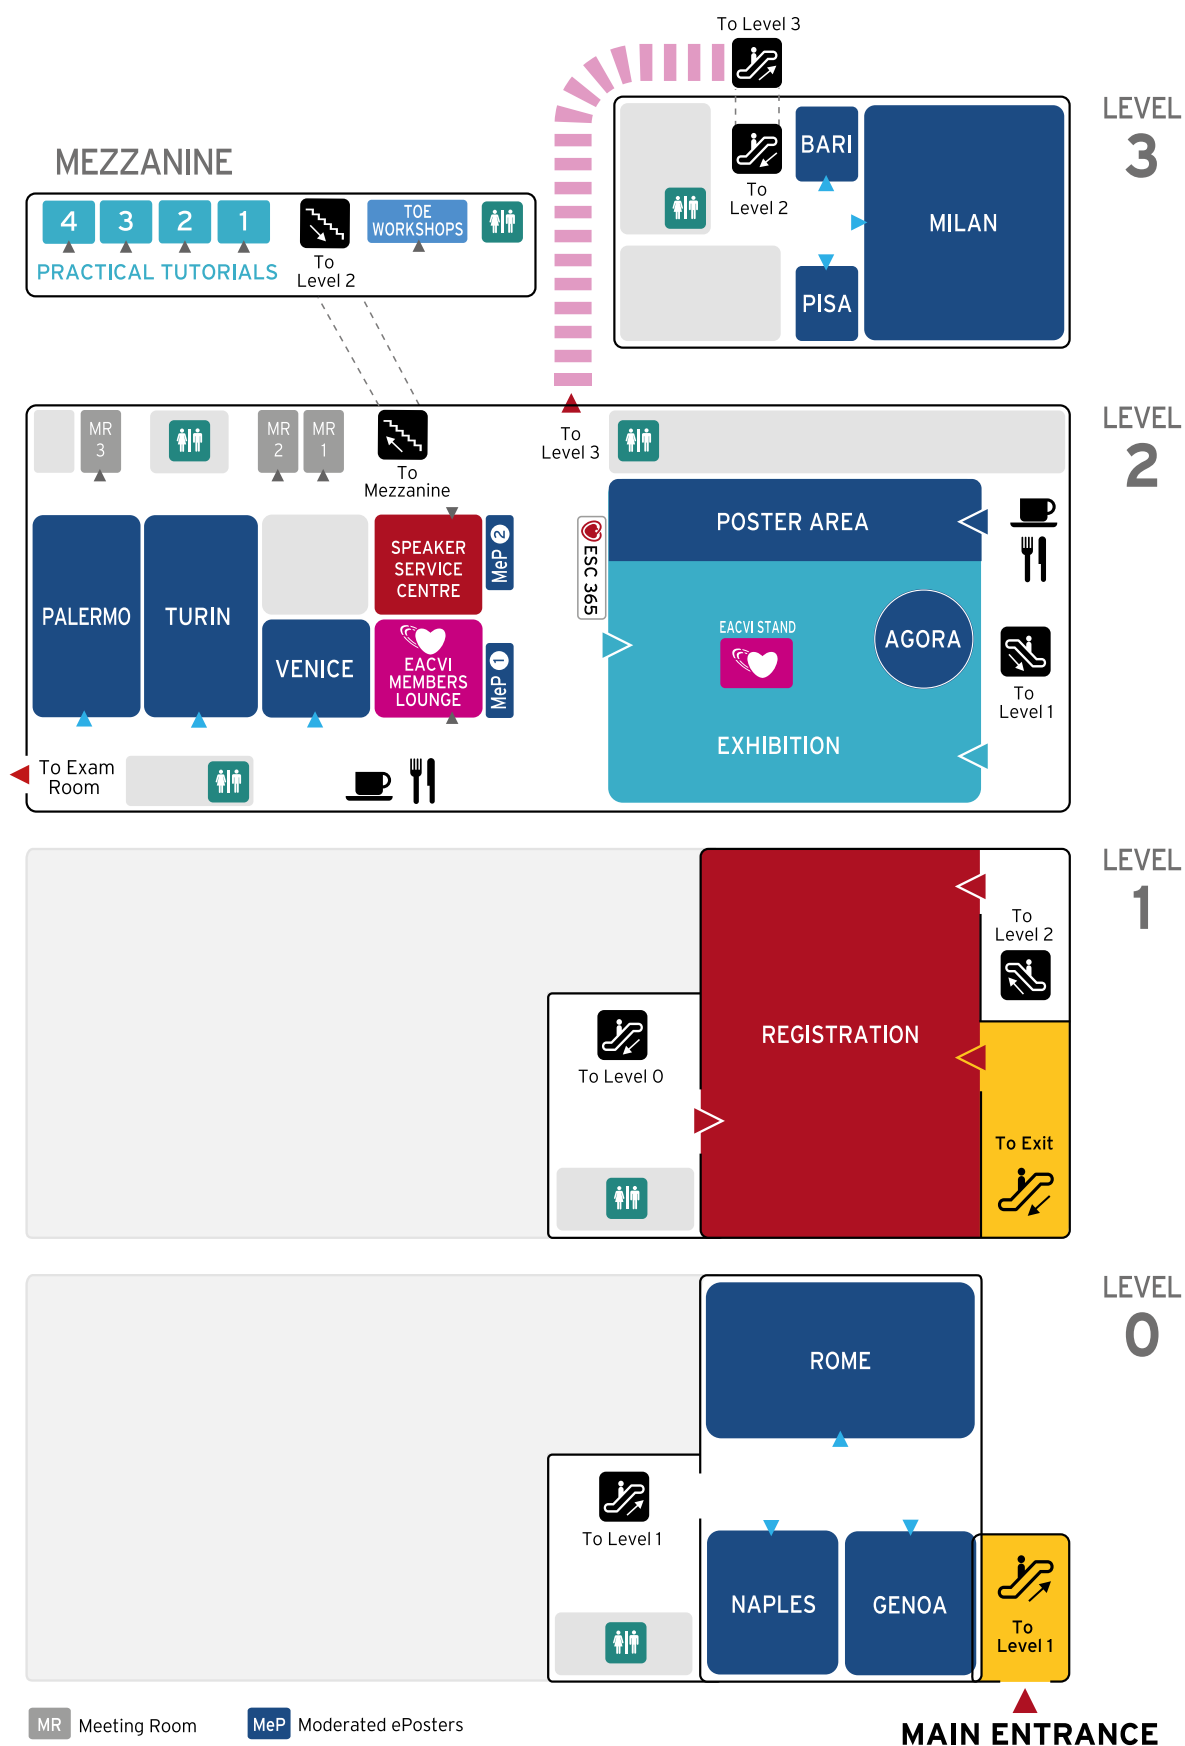 To Level 3
LEVEL
3
To
Level 2
BARI
MILAN
PISA
MEZZANINE
4
3
2
1
PRACTICAL TUTORIALS
To
Level 2
TOE
WORKSHOPS
LEVEL
2
MR
3
MR
2
MR
1
To
Mezzanine
To
Level 3
PALERMO
TURIN
VENICE
SPEAKER
SERVICE
CENTRE
EACVI
MEMBERS
LOUNGE
MeP 2
MeP 1
ESC 365
POSTER AREA
EACVI STAND
AGORA
EXHIBITION
To
Level 1
To Exam
Room
LEVEL
1
To
Level 2
REGISTRATION
To Level 0
To Exit
LEVEL
0
ROME
To Level 1
NAPLES
GENOA
To
Level 1
MR Meeting Room
MeP Moderated ePosters
MAIN ENTRANCE